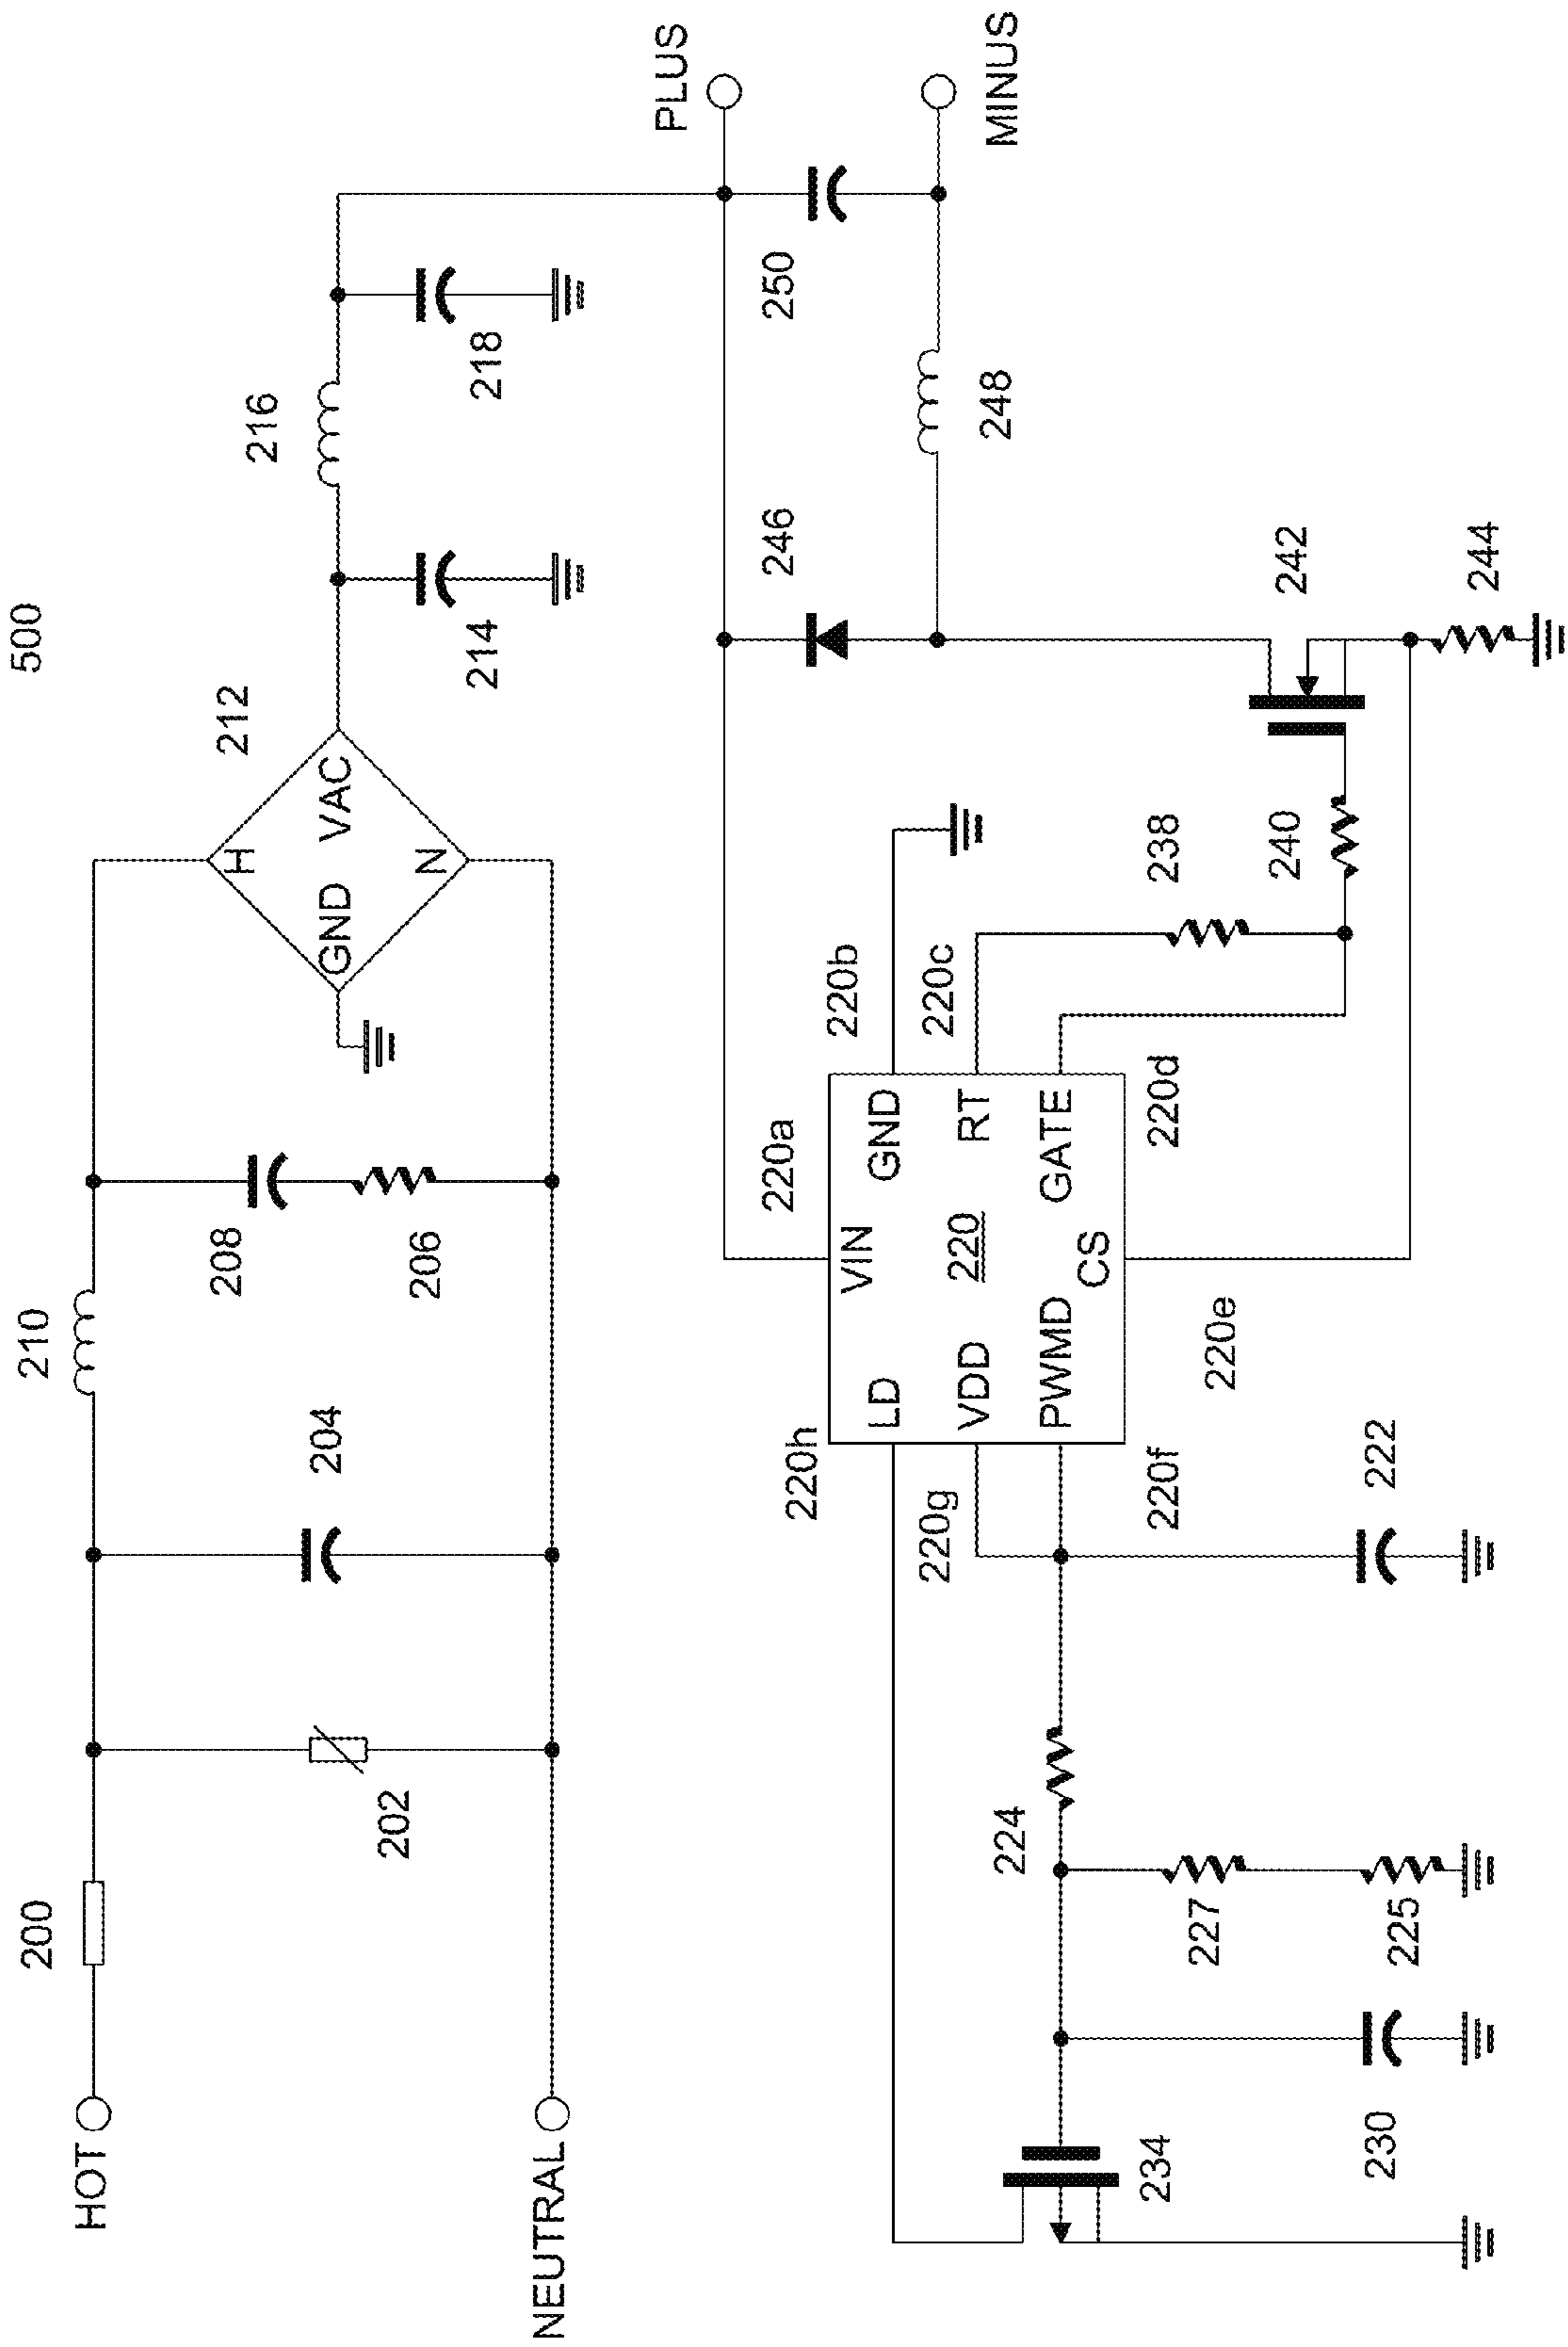 500
HOT
200
202
204
210
208
206
H
GND VAC
N
212
214
216
218
NEUTRAL
PLUS
MINUS
250
248
246
242
244
240
238
220a
220b
220c
220d
220e
220f
220g
220h
VIN
LD
GND
VDD
220
RT
PWMD
GATE
CS
222
224
227
225
230
234